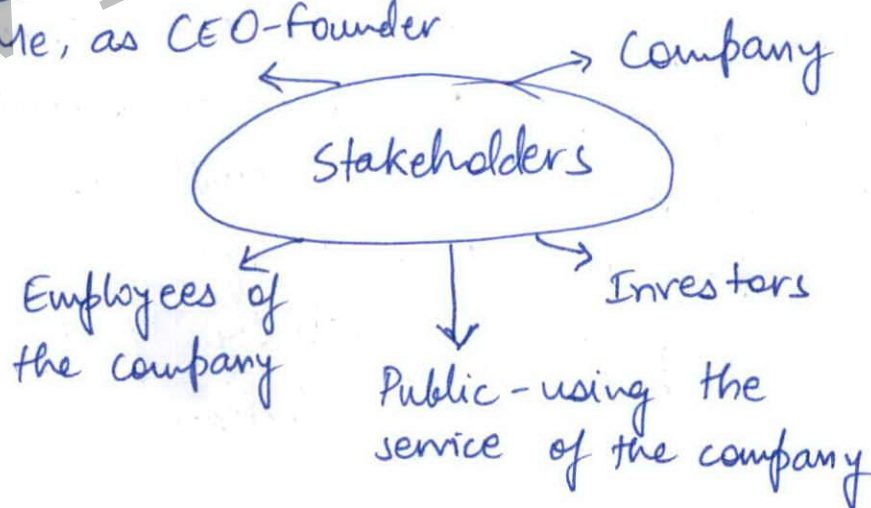 Me, as CEO-founder
Company
Stakeholders
Employees of
the company
Investors
Public-using the
service of the company